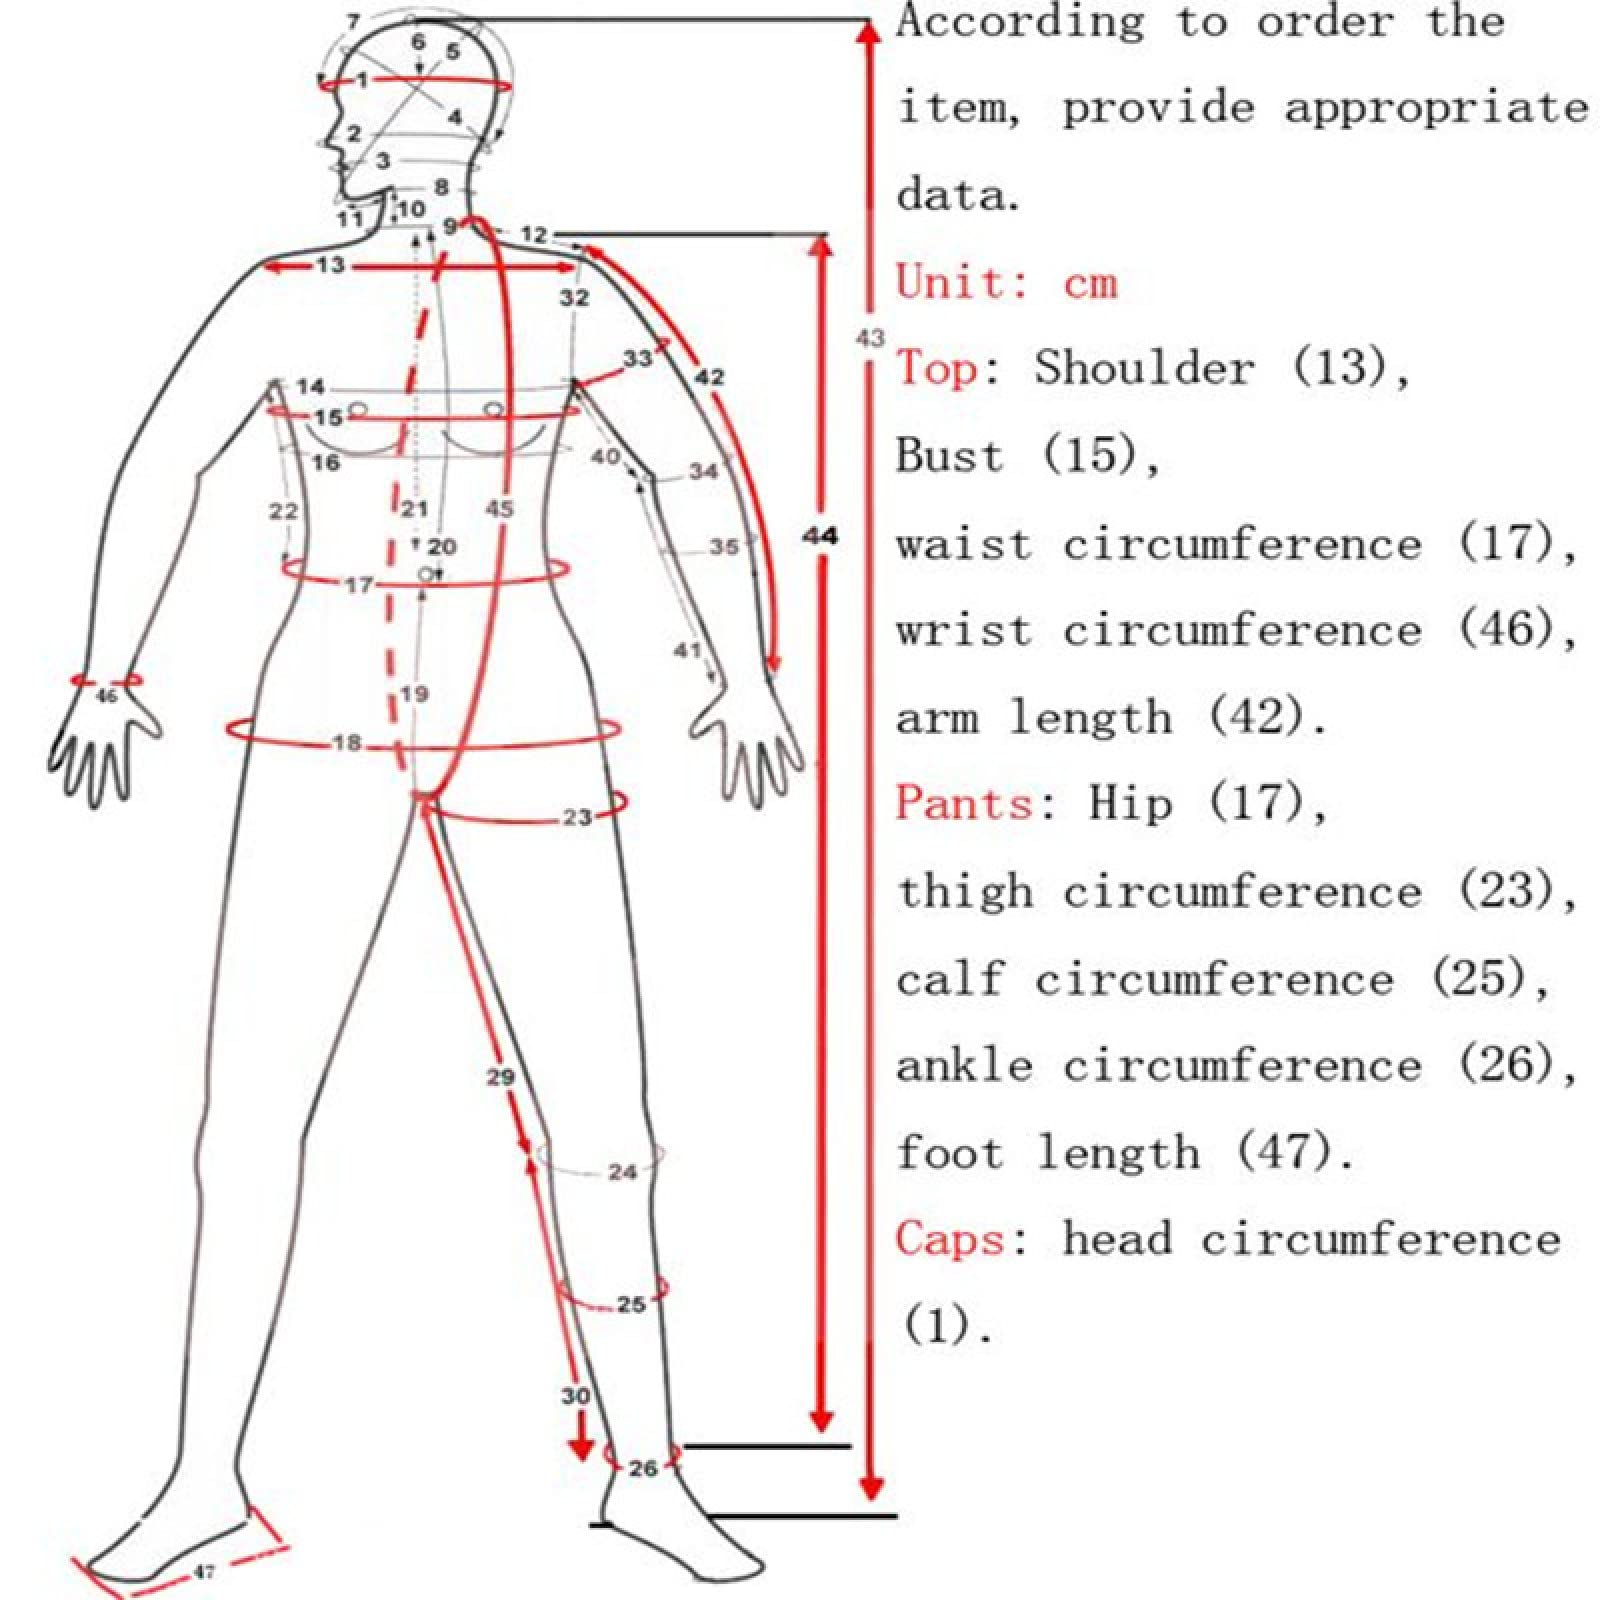 According to order the
item, provide appropriate
data.
Unit: cm
Top: Shoulder (13),
Bust (15),
waist circumference (17),
wrist circumference (46),
arm length (42).
Pants: Hip (17),
thigh circumference (23),
calf circumference (25),
ankle circumference (26),
foot length (47).
Caps: head circumference
(1).
7
6
5
1
4
2
3
8
10
11
9
12
13
32
43
33
42
14
15
16
40
34
22
21
45
44
20
35
17
41
46
19
18
23
29
24
25
30
26
47